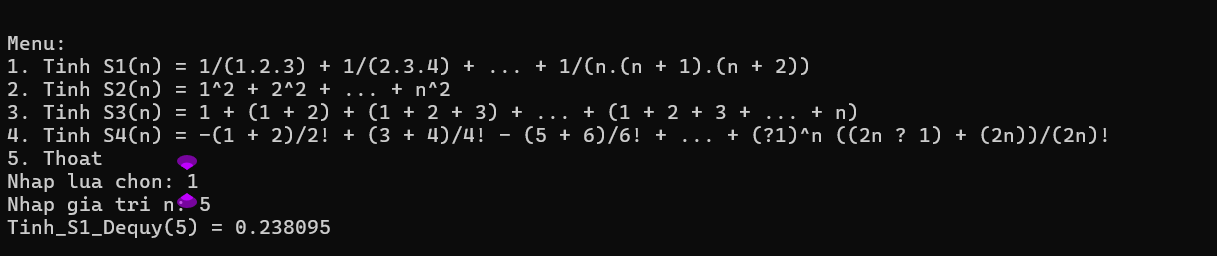 Menu:
1. Tinh S1(n) = 1/(1.2.3) + 1/(2.3.4) + ... + 1/(n.(n + 1).(n + 2))
2. Tinh S2(n) = 1^2 + 2^2 + ... + n^2
3. Tinh S3(n) = 1 + (1 + 2) + (1 + 2 + 3) + ... + (1 + 2 + 3 + ... + n)
4. Tinh S4(n) = -(1 + 2)/2! + (3 + 4)/4! - (5 + 6)/6! + ... + (?1)^n ((2n ? 1) + (2n))/(2n)!
5. Thoat
Nhap lua chon: 1
Nhap gia tri n: 5
Tinh_S1_Dequy(5) = 0.238095